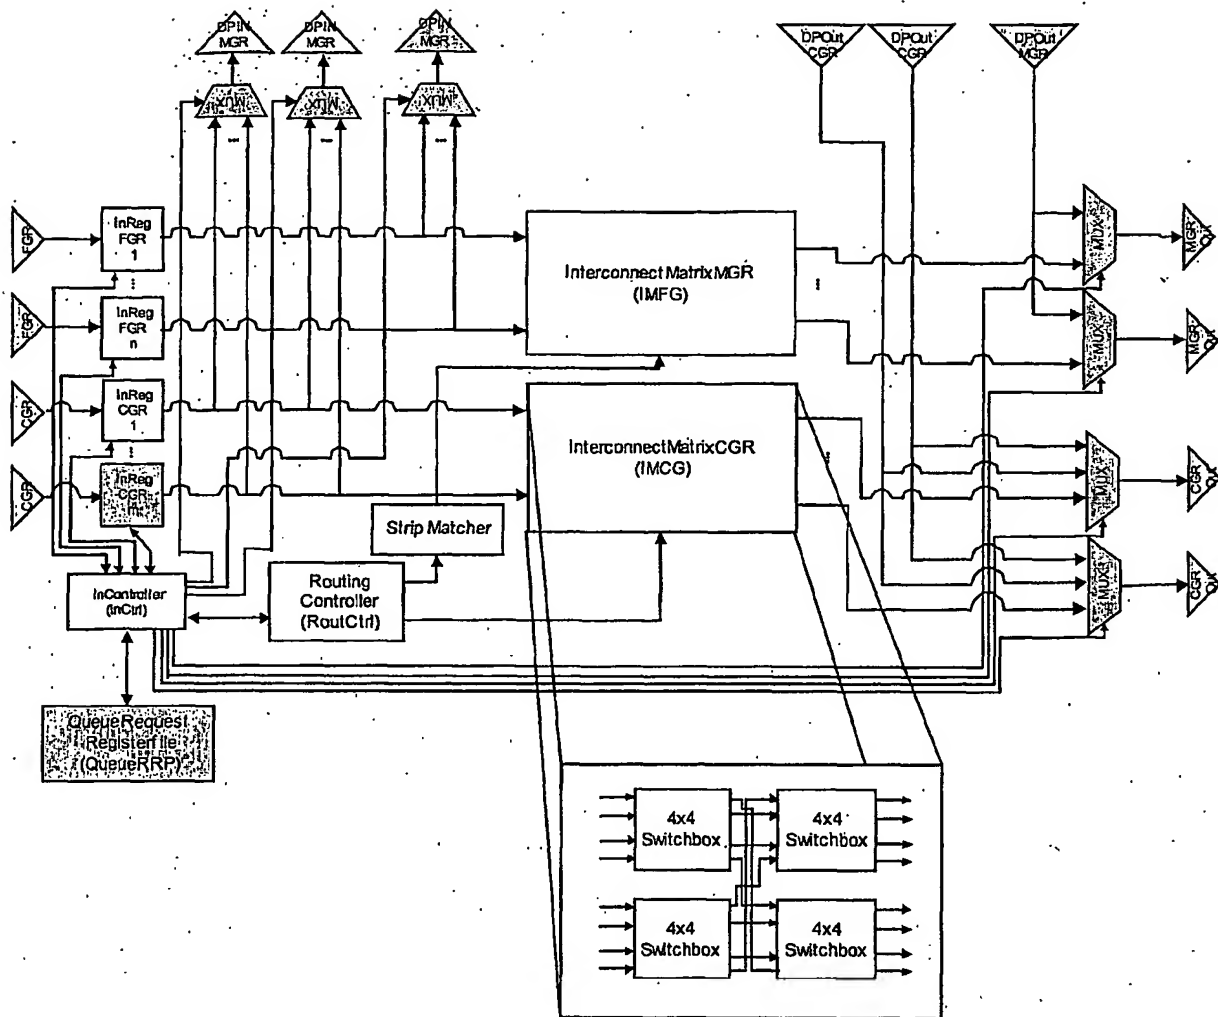 DPIN
MGR
DPIN
MGR
DPIN
MGR
DPOut
CGR
DPOut
CGR
DPOut
MGR
MUX
MUX
MUX
FGR
InReg
FGR
1
...
FGR
InReg
FGR
n
CGR
InReg
CGR
1
...
CGR
InReg
CGR
InterconnectMatrixMGR
(IMFG)
...
InterconnectMatrixCGR
(IMCG)
...
MUX
MGR
Out
MUX
MGR
Out
MUX
CGR
Out
MUX
CGR
Out
Strip Matcher
InController
(InCtrl)
Routing
Controller
(RoutCtrl)
QueueRequest
Registerfile
(QueueRRP)
4x4
Switchbox
4x4
Switchbox
4x4
Switchbox
4x4
Switchbox